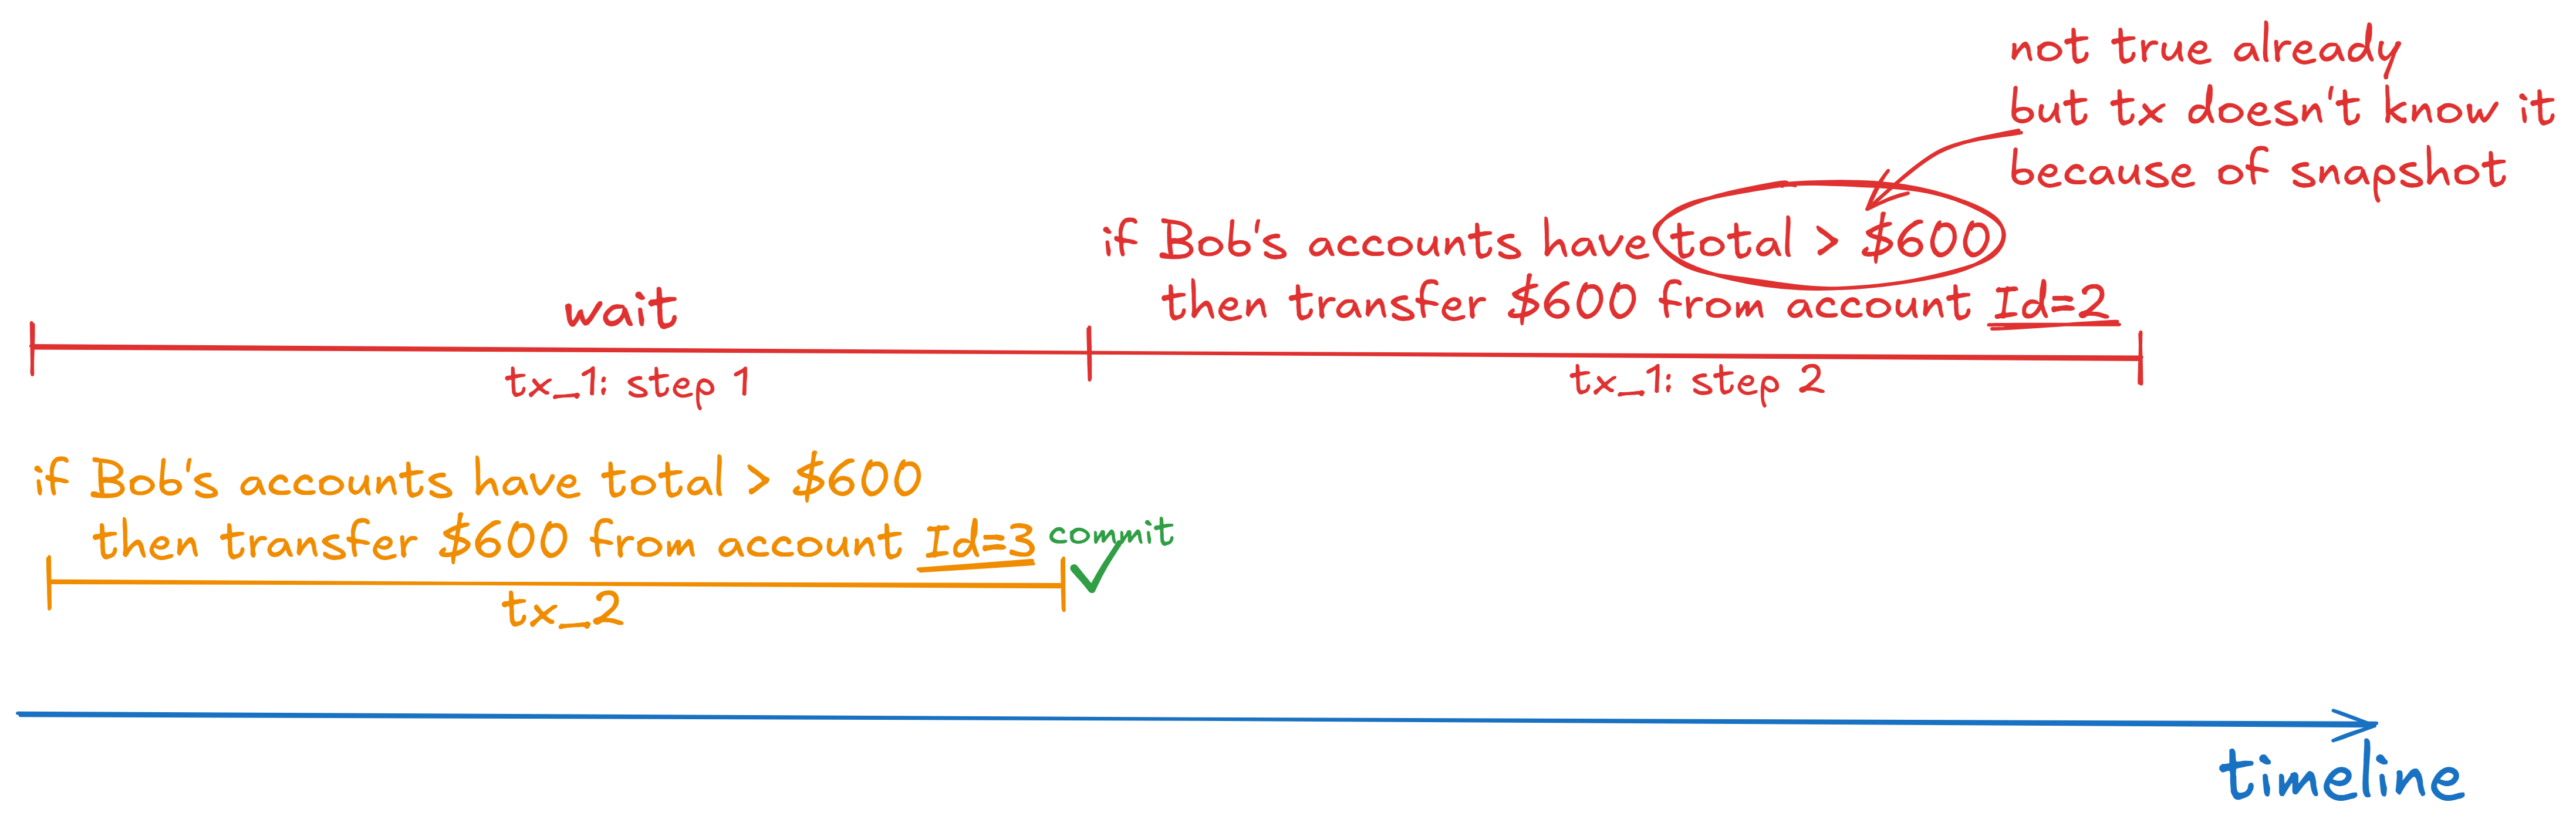 not true already
but tx doesn't know it
because of snapshot
if Bob's accounts have total > $600
then transfer $600 from account Id=2
wait
tx_1: step 1
tx_1: step 2
if Bob's accounts have total > $600
then transfer $600 from account Id=3
commit
tx_2
timeline